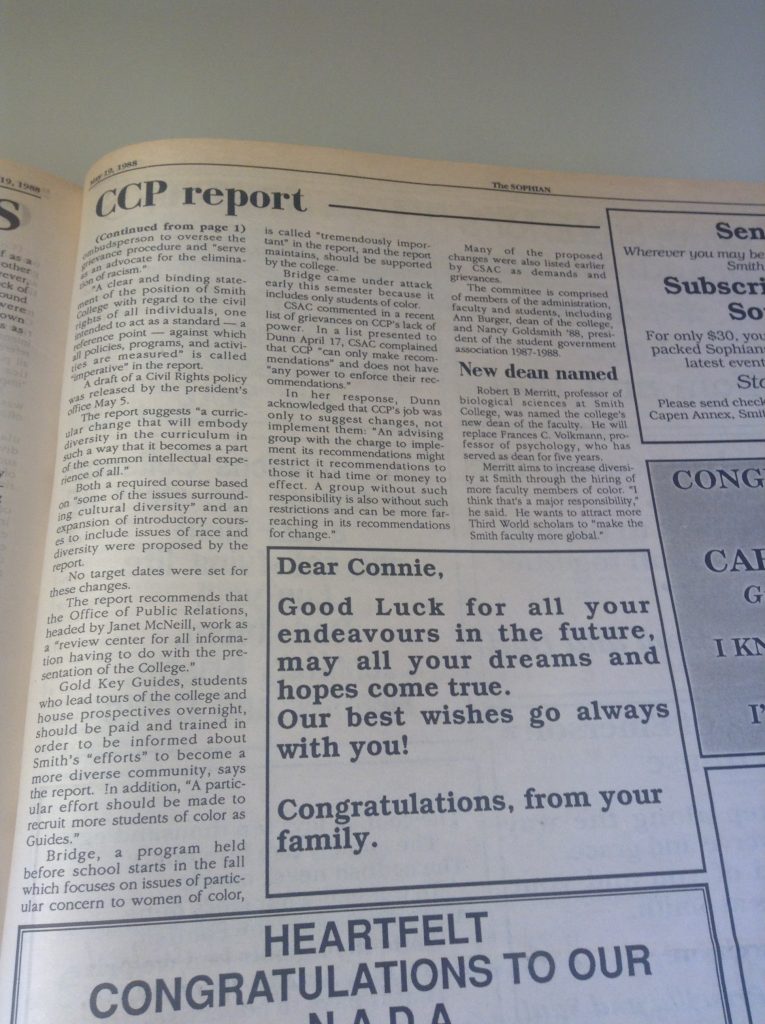 19, 1988
S
May 19, 1988
The SOPHIAN
CCP report
(Continued from page 1)
ombudsperson to oversee the
grievance procedure and "serve
as an advocate for the elimina-
tion of racism."
"A clear and binding state-
ment of the position of Smith
College with regard to the civil
rights of all individuals, one
intended to act as a standard — a
reference point — against which
all policies, programs, and activi-
ties are measured" is called
"imperative" in the report.
A draft of a Civil Rights policy
was released by the president's
office May 5.
The report suggests "a curric-
ular change that will embody
diversity in the curriculum in
such a way that it becomes a part
of the common intellectual expe-
rience of all."
Both a required course based
on "some of the issues surround-
ing cultural diversity" and an
expansion of introductory cours-
es to include issues of race and
diversity were proposed by the
report.
No target dates were set for
these changes.
The report recommends that
the Office of Public Relations,
headed by Janet McNeill, work as
a "review center for all informa-
tion having to do with the pre-
sentation of the College."
Gold Key Guides, students
who lead tours of the college and
house prospectives overnight,
should be paid and trained in
order to be informed about
Smith's "efforts" to become a
more diverse community, says
the report. In addition, "A partic-
ular effort should be made to
recruit more students of color as
Guides."
Bridge, a program held
before school starts in the fall
which focuses on issues of partic-
ular concern to women of color,
is called "tremendously impor-
tant" in the report, and the report
maintains, should be supported
by the college.
Bridge came under attack
early this semester because it
includes only students of color.
CSAC commented in a recent
list of grievances on CCP's lack of
power. In a list presented to
Dunn April 17, CSAC complained
that CCP "can only make recom-
mendations" and does not have
"any power to enforce their rec-
ommendations."
In her response, Dunn
acknowledged that CCP's job was
only to suggest changes, not
implement them: "An advising
group with the charge to imple-
ment its recommendations might
restrict it recommendations to
those it had time or money to
effect. A group without such
responsibility is also without such
restrictions and can be more far-
reaching in its recommendations
for change."
Many of the proposed
changes were also listed earlier
by CSAC as demands and
grievances.
The committee is comprised
of members of the administration,
faculty and students, including
Ann Burger, dean of the college,
and Nancy Goldsmith '88, presi-
dent of the student government
association 1987-1988.
New dean named
Robert B Merritt, professor of
biological sciences at Smith
College, was named the college's
new dean of the faculty. He will
replace Frances C. Volkmann, pro-
fessor of psychology, who has
served as dean for five years.
Merritt aims to increase diversi-
ty at Smith through the hiring of
more faculty members of color. "I
think that's a major responsibility,"
he said. He wants to attract more
Third World scholars to "make the
Smith faculty more global."
Dear Connie,
Good Luck for all your
endeavours in the future,
may all your dreams and
hopes come true.
Our best wishes go always
with you!
Congratulations, from your
family.
HEARTFELT
CONGRATULATIONS TO OUR
NADA
Sen
Wherever you may be
Smith
Subscri
So
For only $30, you
packed Sophians
latest event
Please send check
Capen Annex, Smit
CONG
CAR
G
I KN
I'